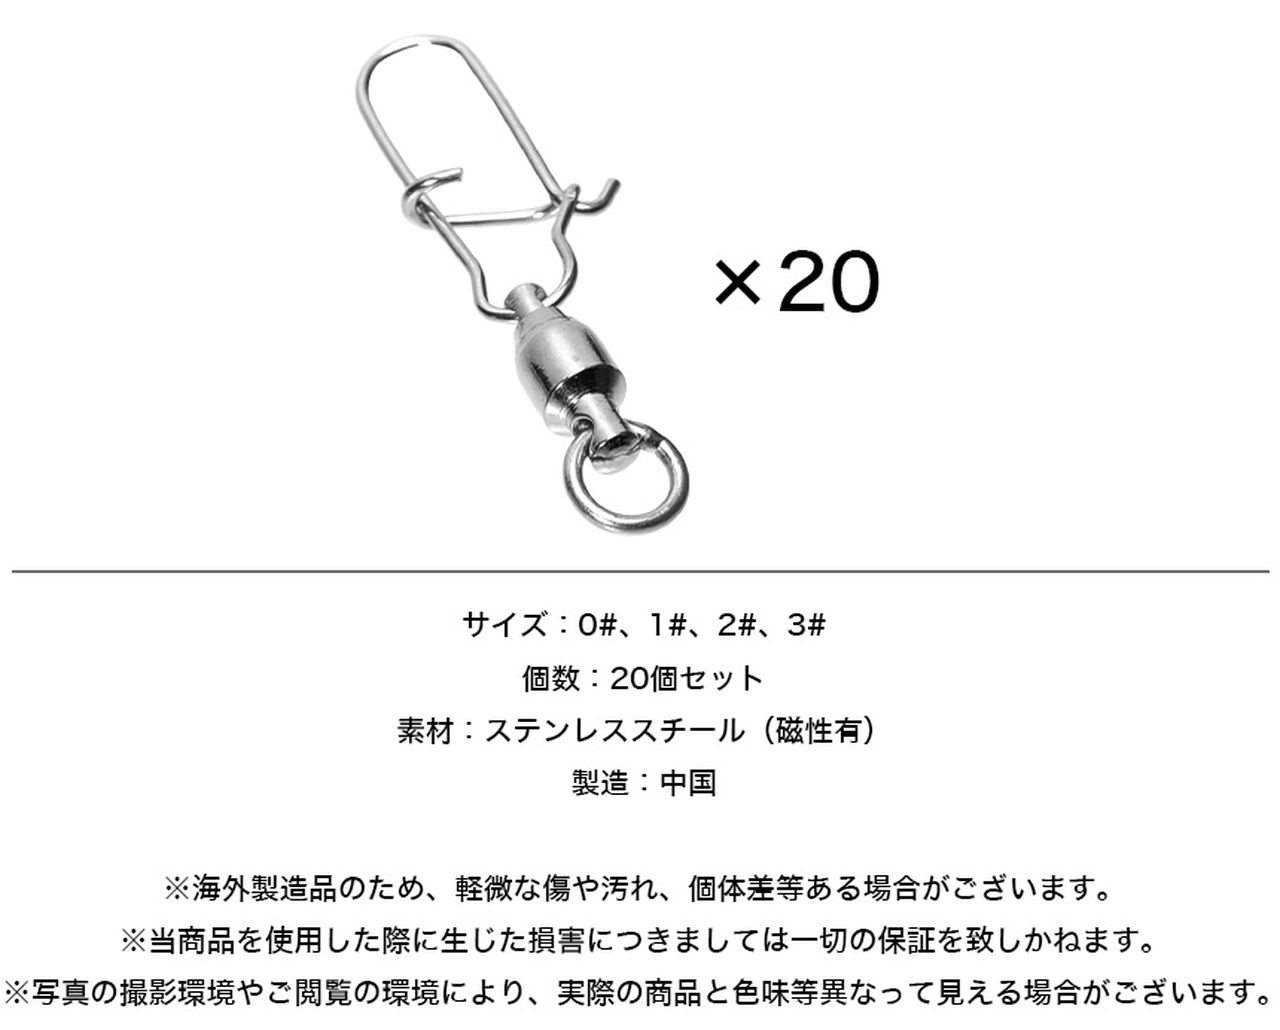 ×20
サイズ：0#、1#、2#、3#
個数：20個セット
素材：ステンレススチール（磁性有）
製造：中国
※海外製造品のため、軽微な傷や汚れ、個体差等ある場合がございます。
※当商品を使用した際に生じた損害につきましては一切の保証を致しかねます。
※写真の撮影環境やご閲覧の環境により、実際の商品と色味等異なって見える場合がございます。